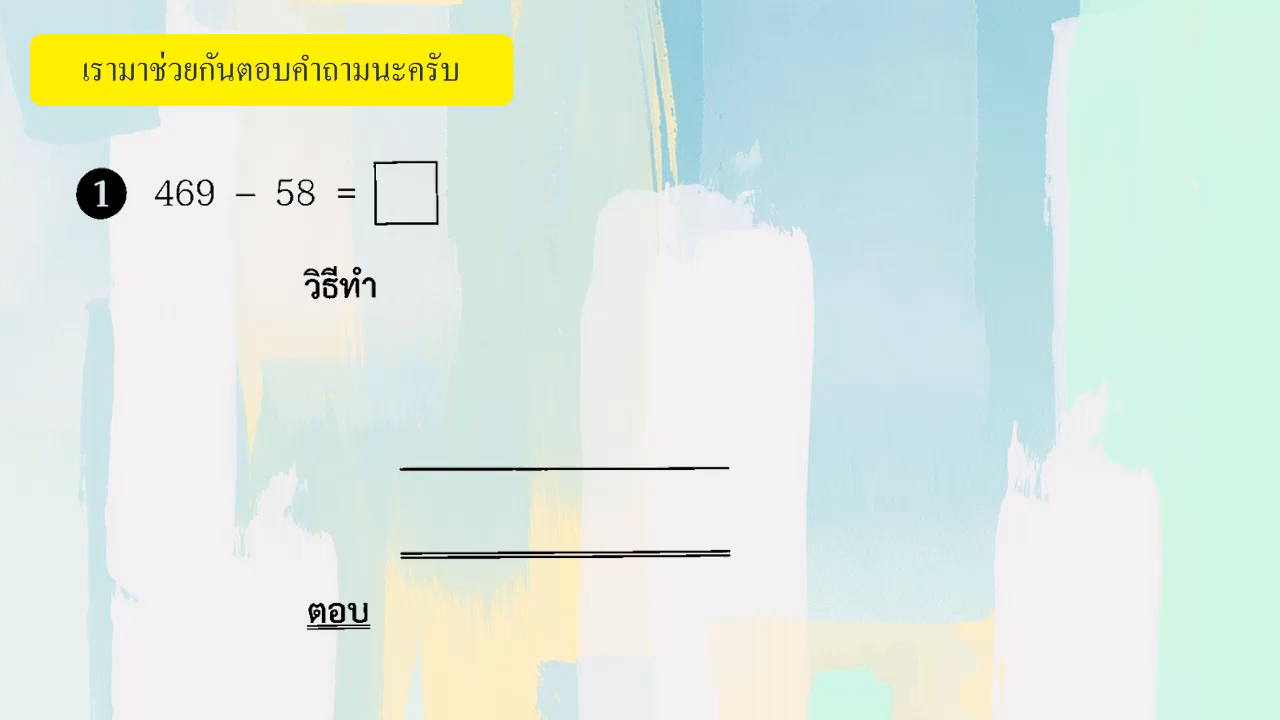 เรามาช่วยกันตอบคำถามนะครับ
1 469 – 58 =
วิธีทำ
ตอบ